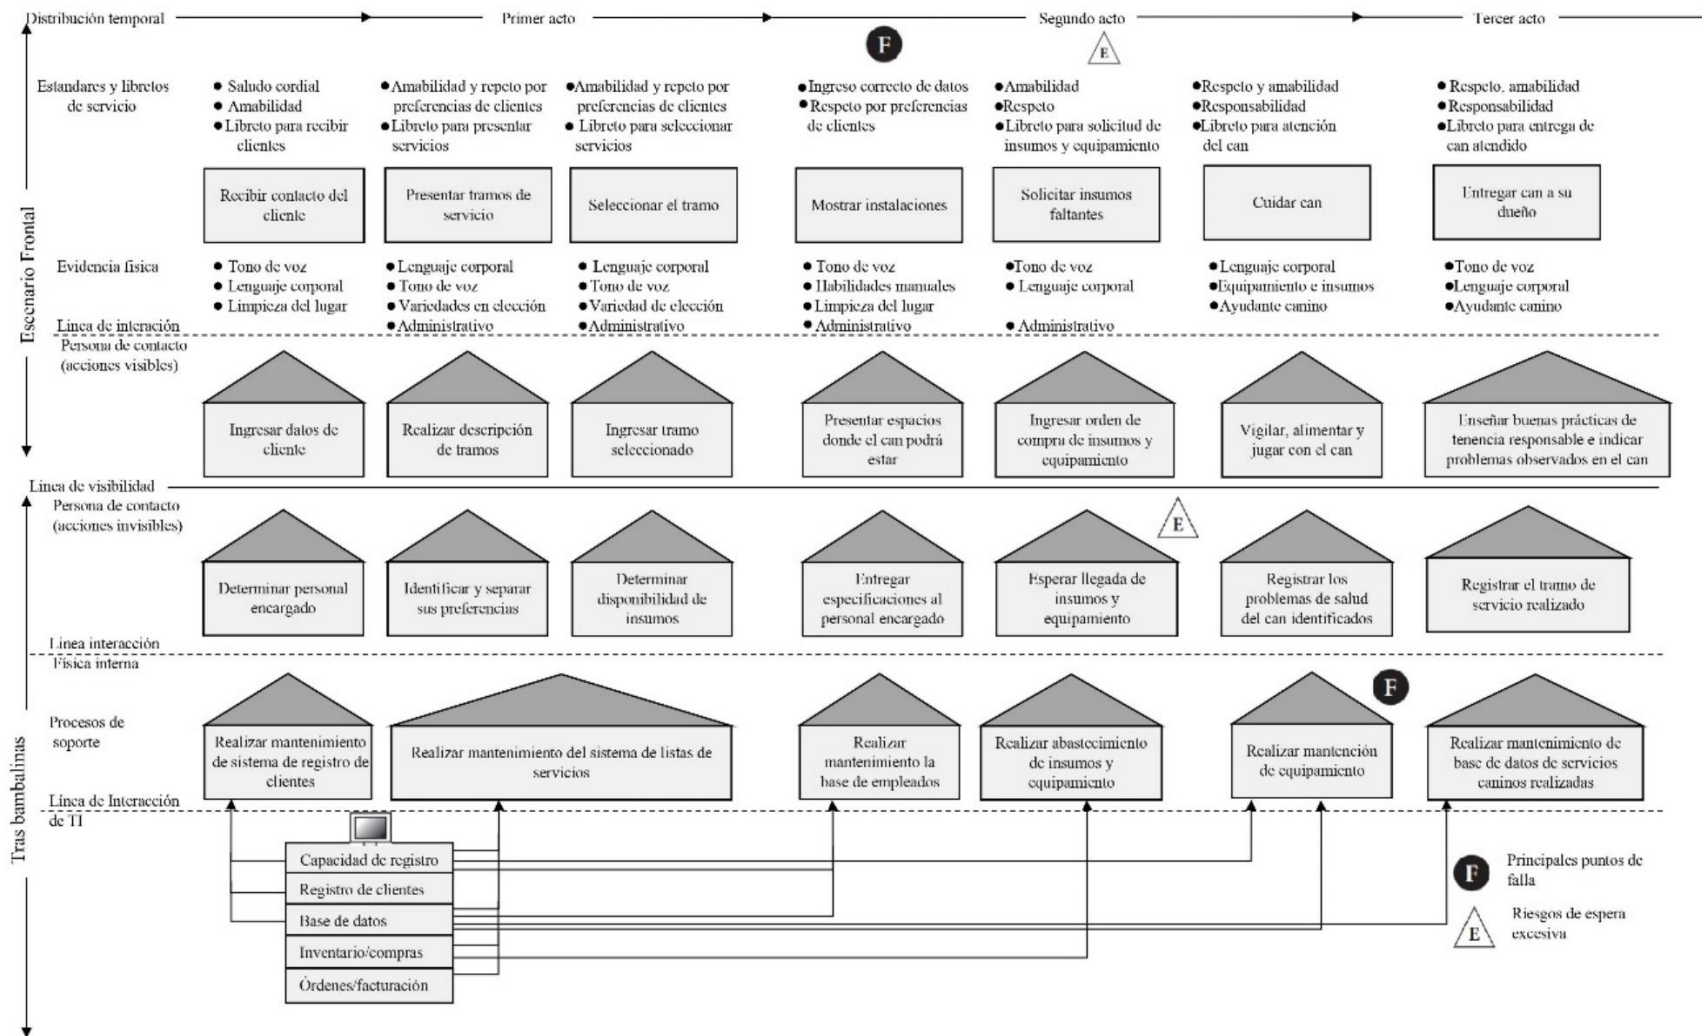 Distribución temporal
Primer acto
Segundo acto
Tercer acto
F
E
Estandares y libretos
de servicio
● Saludo cordial
● Amabilidad
● Libreto para recibir
clientes
● Amabilidad y repeto por
preferencias de clientes
● Libreto para presentar
servicios
● Amabilidad y repeto por
preferencias de clientes
● Libreto para seleccionar
servicios
● Ingreso correcto de datos
● Respeto por preferencias
de clientes
● Amabilidad
● Respeto
● Libreto para solicitud de
insumos y equipamiento
● Respeto y amabilidad
● Responsabilidad
● Libreto para atención
del can
● Respeto, amabilidad
● Responsabilidad
● Libreto para entrega de
can atendido
Escenario Frontal
Recibir contacto del
cliente
Presentar tramos de
servicio
Seleccionar el tramo
Mostrar instalaciones
Solicitar insumos
faltantes
Cuidar can
Entregar can a su
dueño
Evidencia física
● Tono de voz
● Lenguaje corporal
● Limpieza del lugar
● Lenguaje corporal
● Tono de voz
● Variedades en elección
● Administrativo
● Lenguaje corporal
● Tono de voz
● Variedad de elección
● Administrativo
● Tono de voz
● Habilidades manuales
● Limpieza del lugar
● Administrativo
● Tono de voz
● Lenguaje corporal
● Administrativo
● Lenguaje corporal
● Equipamiento e insumos
● Ayudante canino
● Tono de voz
● Lenguaje corporal
● Ayudante canino
Linea de interación
Persona de contacto
(acciones visibles)
Ingresar datos de
cliente
Realizar descripción
de tramos
Ingresar tramo
seleccionado
Presentar espacios
donde el can podrá
estar
Ingresar orden de
compra de insumos y
equipamiento
Vigilar, alimentar y
jugar con el can
Enseñar buenas prácticas de
tenencia responsable e indicar
problemas observados en el can
Linea de visibilidad
Persona de contacto
(acciones invisibles)
E
Determinar personal
encargado
Identificar y separar
sus preferencias
Determinar
disponibilidad de
insumos
Entregar
especificaciones al
personal encargado
Esperar llegada de
insumos y
equipamiento
Registrar los
problemas de salud
del can identificados
Registrar el tramo de
servicio realizado
Linea interacción
Física interna
F
Tras bambalinas
Procesos de
soporte
Realizar mantenimiento
de sistema de registro de
clientes
Realizar mantenimiento del sistema de listas de
servicios
Realizar
mantenimiento la
base de empleados
Realizar abastecimiento
de insumos y
equipamiento
Realizar mantención
de equipamiento
Realizar mantenimiento de
base de datos de servicios
caninos realizadas
Línea de Interacción
de TI
Capacidad de registro
Registro de clientes
Base de datos
Inventario/compras
Órdenes/facturación
F
Principales puntos de
falla
E
Riesgos de espera
excesiva